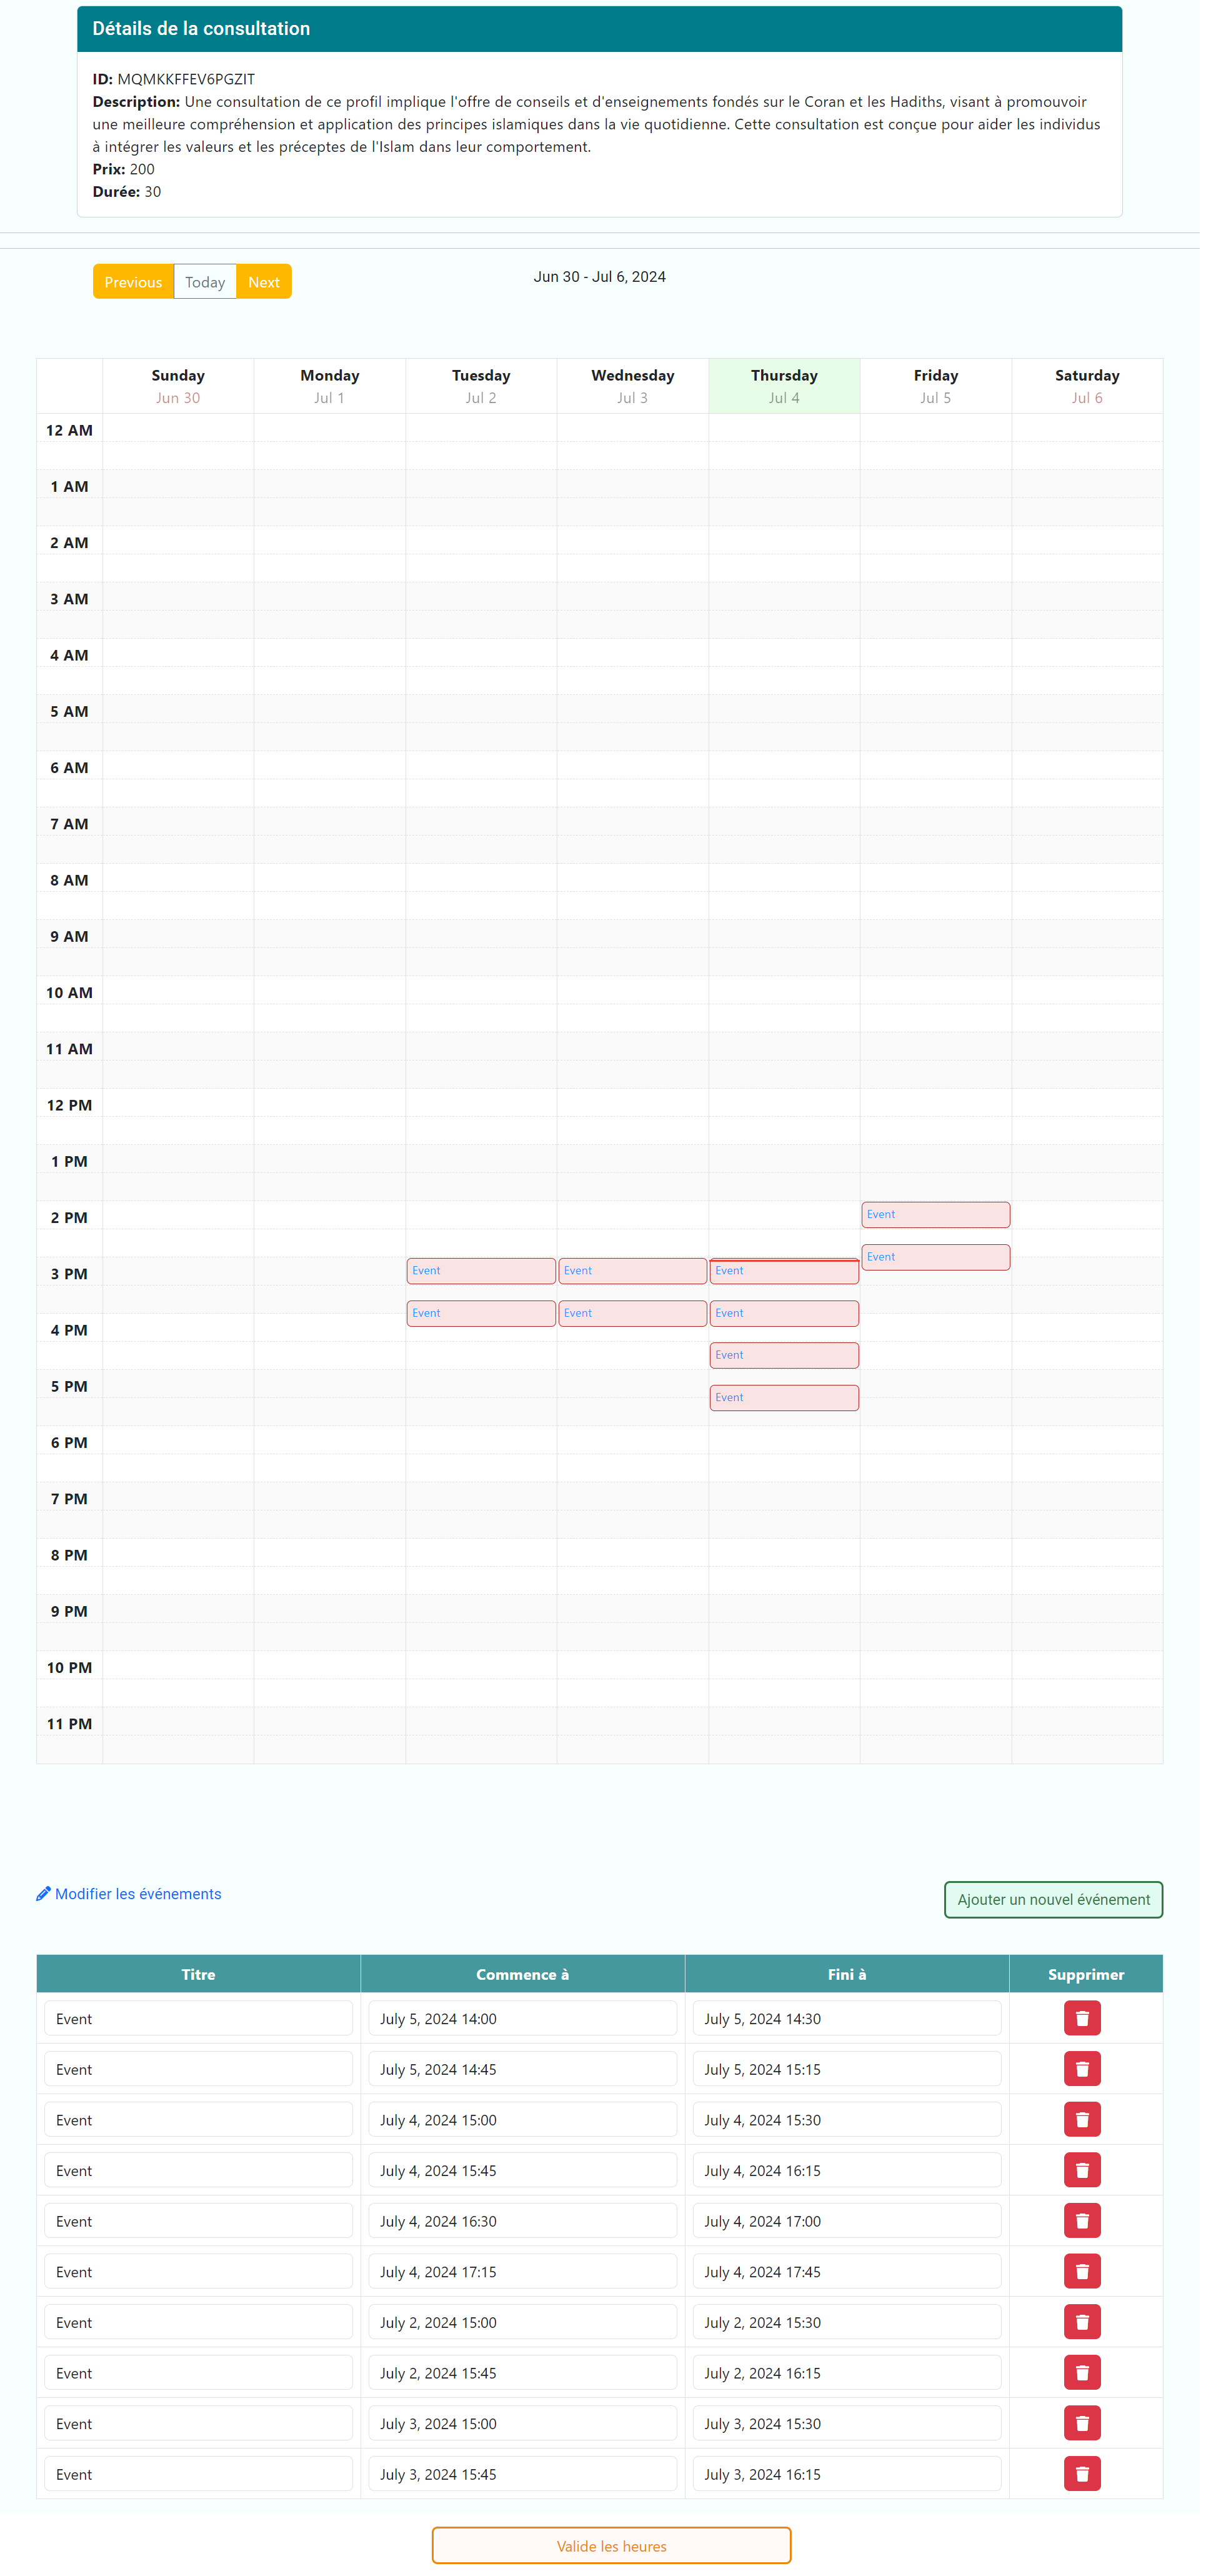 Détails de la consultation
ID: MQMKKFFEV6PGZIT
Description: Une consultation de ce profil implique l'offre de conseils et d'enseignements fondés sur le Coran et les Hadiths, visant à promouvoir
une meilleure compréhension et application des principes islamiques dans la vie quotidienne. Cette consultation est conçue pour aider les individus
à intégrer les valeurs et les préceptes de l'Islam dans leur comportement.
Prix: 200
Durée: 30
Previous Today Next Jun 30 - Jul 6, 2024
Sunday Monday Tuesday Wednesday Thursday Friday Saturday
Jun 30 Jul 1 Jul 2 Jul 3 Jul 4 Jul 5 Jul 6
12 AM
1 AM
2 AM
3 AM
4 AM
5 AM
6 AM
7 AM
8 AM
9 AM
10 AM
11 AM
12 PM
1 PM
2 PM Event
Event
3 PM Event Event Event
Event Event Event
4 PM
Event
5 PM Event
6 PM
7 PM
8 PM
9 PM
10 PM
11 PM
Modifier les événements Ajouter un nouvel événement
Titre Commence à Fini à Supprimer
Event July 5, 2024 14:00 July 5, 2024 14:30
Event July 5, 2024 14:45 July 5, 2024 15:15
Event July 4, 2024 15:00 July 4, 2024 15:30
Event July 4, 2024 15:45 July 4, 2024 16:15
Event July 4, 2024 16:30 July 4, 2024 17:00
Event July 4, 2024 17:15 July 4, 2024 17:45
Event July 2, 2024 15:00 July 2, 2024 15:30
Event July 2, 2024 15:45 July 2, 2024 16:15
Event July 3, 2024 15:00 July 3, 2024 15:30
Event July 3, 2024 15:45 July 3, 2024 16:15
Valide les heures